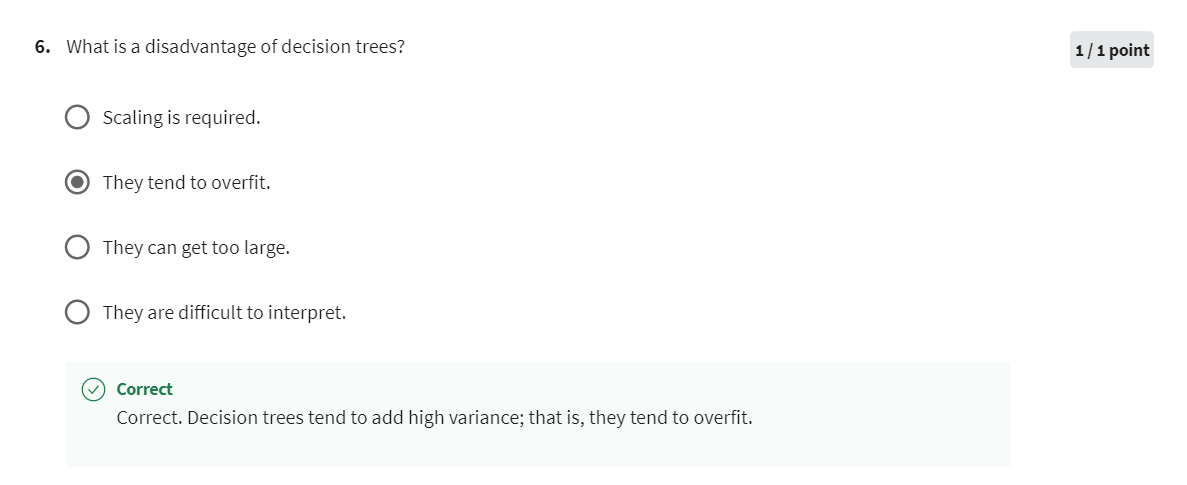 6. What is a disadvantage of decision trees?
1 / 1 point
Scaling is required.
They tend to overfit.
They can get too large.
They are difficult to interpret.
Correct
Correct. Decision trees tend to add high variance; that is, they tend to overfit.